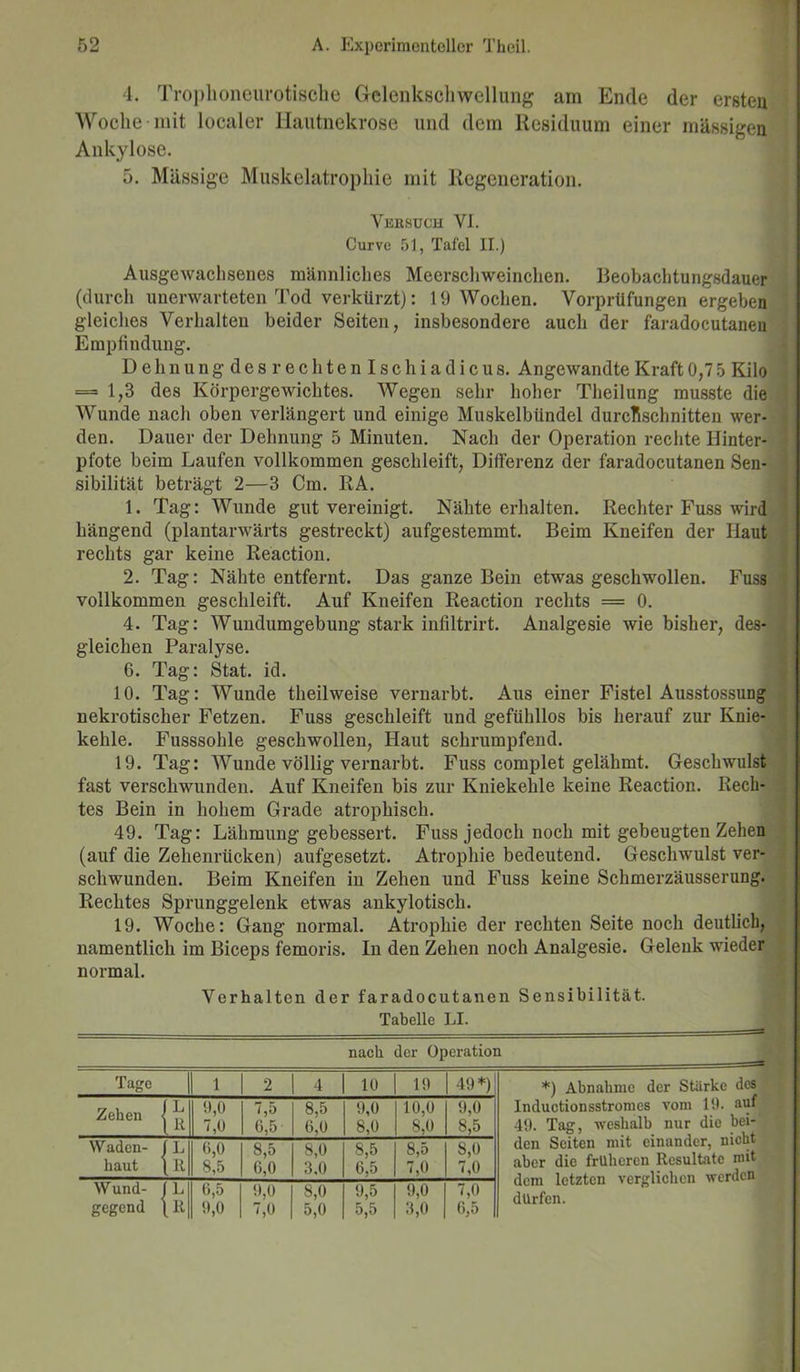 52 A. Experimenteller Theil.
4. Trophoneurotische Gelenkschwellung am Ende der ersten
Woche mit localer Hautnekrose und dem Residuum einer mässigen
Ankylose.
5. Mässige Muskelatrophie mit Regeneration.
Versuch VI.
Curve 51, Tafel II.)
Ausgewachsenes männliches Meerschweinchen. Beobachtungsdauer
(durch unerwarteten Tod verkürzt): 19 Wochen. Vorprüfungen ergeben
gleiches Verhalten beider Seiten, insbesondere auch der faradocutanen
Empfindung.
Dehnung des rechten Ischiadicus. Angewandte Kraft 0,75 Kilo
= 1,3 des Körpergewichtes. Wegen sehr hoher Theilung musste die
Wunde nach oben verlängert und einige Muskelbündel durchschnitten wer-
den. Dauer der Dehnung 5 Minuten. Nach der Operation rechte Hinter-
pfote beim Laufen vollkommen geschleift, Differenz der faradocutanen Sen-
sibilität beträgt 2—3 Cm. RA.
1. Tag: Wunde gut vereinigt. Nähte erhalten. Rechter Fuss wird
hängend (plantarwärts gestreckt) aufgestemmt. Beim Kneifen der Haut
rechts gar keine Reaction.
2. Tag: Nähte entfernt. Das ganze Bein etwas geschwollen. Fuss
vollkommen geschleift. Auf Kneifen Reaction rechts = 0.
4. Tag: Wundumgebung stark infiltrirt. Analgesie wie bisher, des-
gleichen Paralyse.
6. Tag: Stat. id.
10. Tag: Wunde theilweise vernarbt. Aus einer Fistel Ausstossung
nekrotischer Fetzen. Fuss geschleift und gefühllos bis herauf zur Knie-
kehle. Fusssohle geschwollen, Haut schrumpfend.
19. Tag: Wunde völlig vernarbt. Fuss complet gelähmt. Geschwulst
fast verschwunden. Auf Kneifen bis zur Kniekehle keine Reaction. Rech-
tes Bein in hohem Grade atrophisch.
49. Tag: Lähmung gebessert. Fuss jedoch noch mit gebeugten Zehen
(auf die Zehenrücken) aufgesetzt. Atrophie bedeutend. Geschwulst ver-
schwunden. Beim Kneifen in Zehen und Fuss keine Schmerzäusserung.
Rechtes Sprunggelenk etwas ankylotisch.
19. Woche: Gang normal. Atrophie der rechten Seite noch deutlich,
namentlich im Biceps femoris. In den Zehen noch Analgesie. Gelenk wieder
normal.
Verhalten der faradocutanen Sensibilität.
Tabelle LI.
nach der Operation
Tage 1 2 4 10 19 49*)
Zehen L 9,0 7,5 8,5 9,0 10,0 9,0
R 7,0 6,5 6,0 8,0 8,0 8,5
Waden- L 6,0 8,5 8,0 8,5 8,5 8,0
haut R 8,5 6,0 3,0 6,5 7,0 7,0
Wund- L 6,5 9,0 8,0 9,5 9,0 7,0
gegend R 9,0 7,0 5,0 5,5 3,0 6,5
*) Abnahme der Stärke des
Inductionsstromes vom 19. auf
49. Tag, weshalb nur die bei-
den Seiten mit einander, nicht
aber die früheren Resultate mit
dem letzten verglichen werden
dürfen.